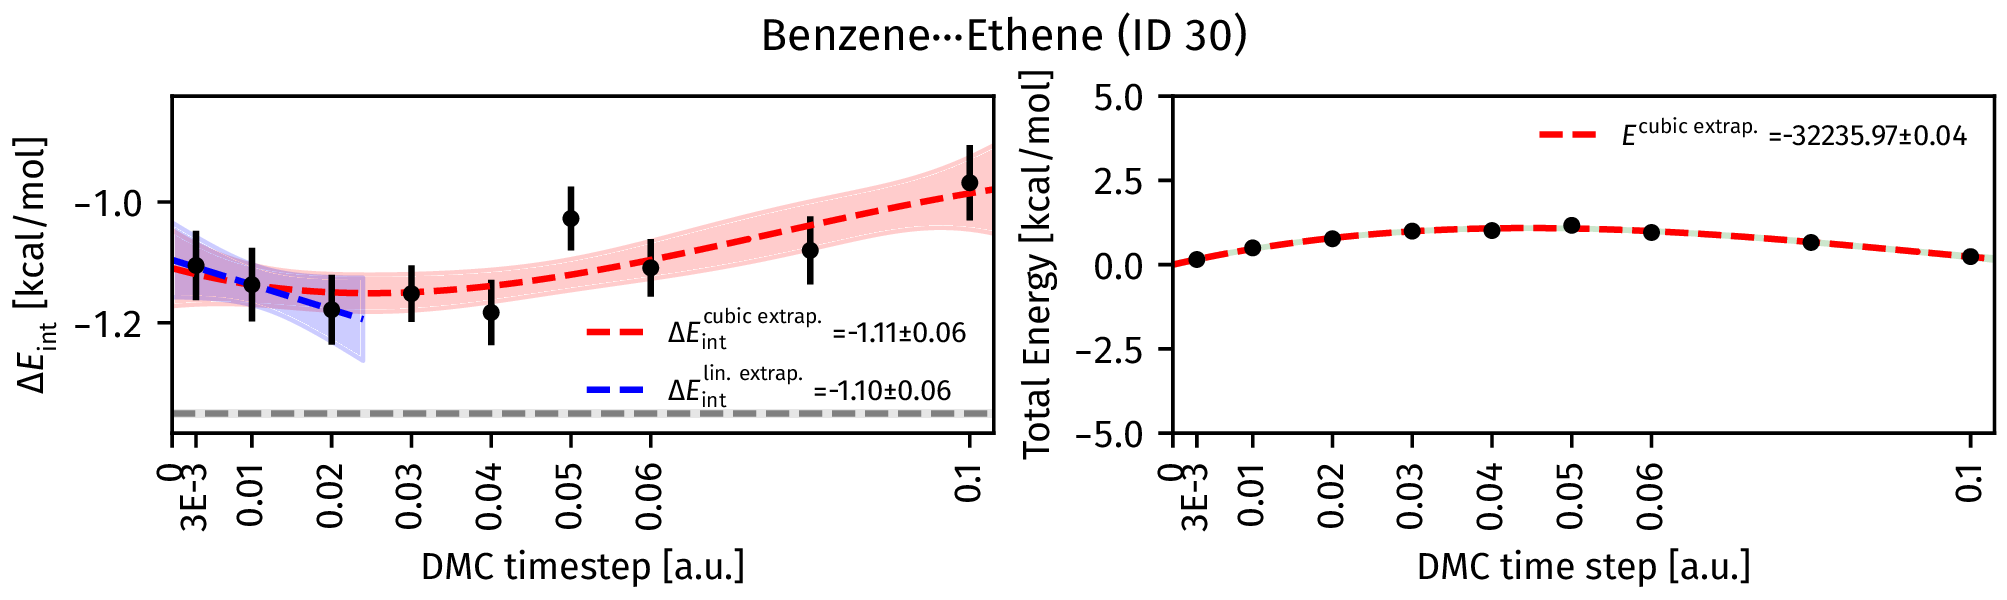 Benzene···Ethene (ID 30)
ΔE_int [kcal/mol]
−1.0
−1.2
ΔE_int^cubic extrap. =-1.11±0.06
ΔE_int^lin. extrap. =-1.10±0.06
0
3E-3
0.01
0.02
0.03
0.04
0.05
0.06
0.1
DMC timestep [a.u.]
Total Energy [kcal/mol]
5.0
2.5
0.0
−2.5
−5.0
E^cubic extrap. =-32235.97±0.04
0
3E-3
0.01
0.02
0.03
0.04
0.05
0.06
0.1
DMC time step [a.u.]